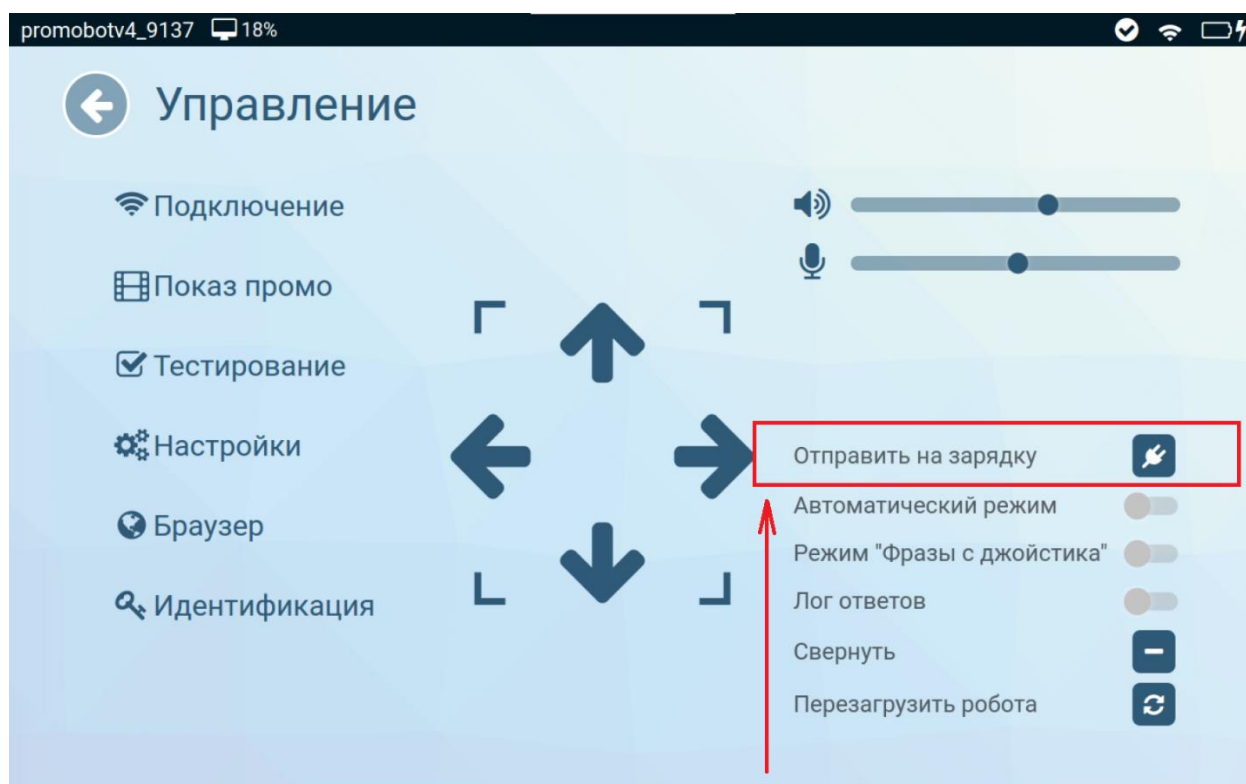 promobotv4_9137 18%
Управление
Подключение
Показ промо
Тестирование
Настройки
Браузер
Идентификация
Отправить на зарядку
Автоматический режим
Режим "Фразы с джойстика"
Лог ответов
Свернуть
Перезагрузить робота